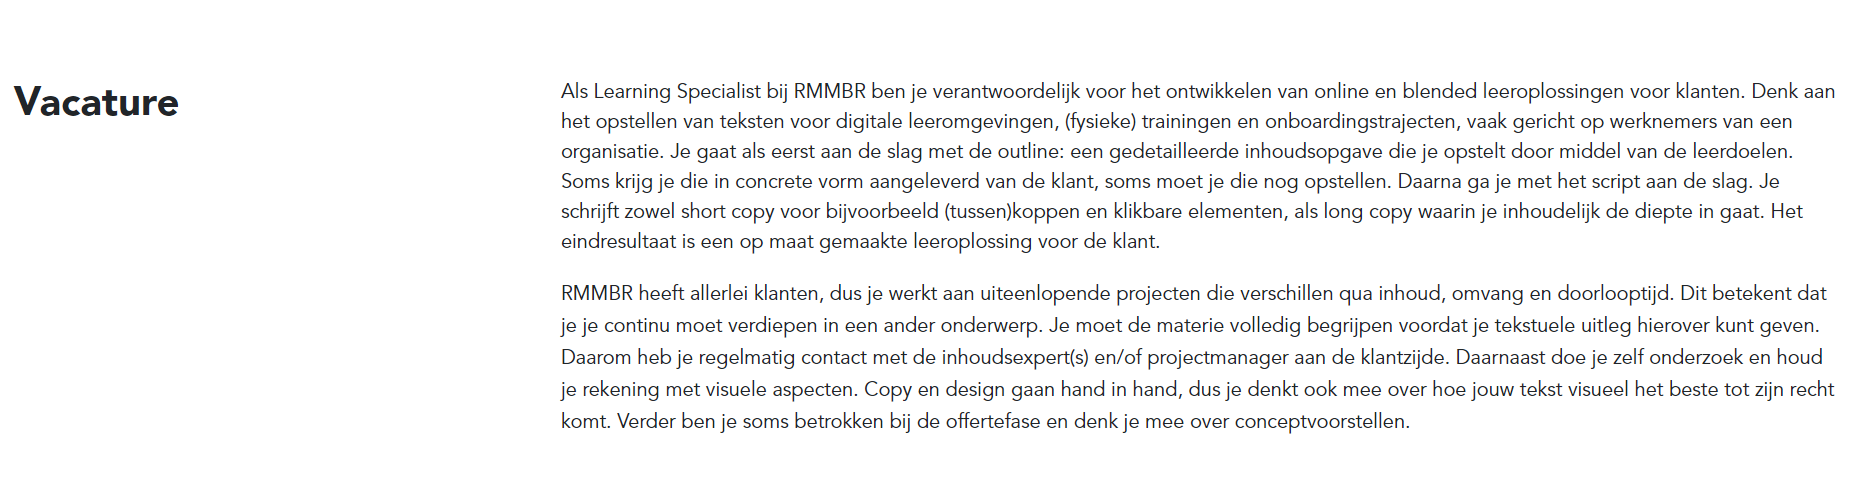 Vacature
Als Learning Specialist bij RMMBR ben je verantwoordelijk voor het ontwikkelen van online en blended leeroplossingen voor klanten. Denk aan
het opstellen van teksten voor digitale leeromgevingen, (fysieke) trainingen en onboardingstrajecten, vaak gericht op werknemers van een
organisatie. Je gaat als eerst aan de slag met de outline: een gedetailleerde inhoudsopgave die je opstelt door middel van de leerdoelen.
Soms krijg je die in concrete vorm aangeleverd van de klant, soms moet je die nog opstellen. Daarna ga je met het script aan de slag. Je
schrijft zowel short copy voor bijvoorbeeld (tussen)koppen en klikbare elementen, als long copy waarin je inhoudelijk de diepte in gaat. Het
eindresultaat is een op maat gemaakte leeroplossing voor de klant.
RMMBR heeft allerlei klanten, dus je werkt aan uiteenlopende projecten die verschillen qua inhoud, omvang en doorlooptijd. Dit betekent dat
je je continu moet verdiepen in een ander onderwerp. Je moet de materie volledig begrijpen voordat je tekstuele uitleg hierover kunt geven.
Daarom heb je regelmatig contact met de inhoudsexpert(s) en/of projectmanager aan de klantzijde. Daarnaast doe je zelf onderzoek en houd
je rekening met visuele aspecten. Copy en design gaan hand in hand, dus je denkt ook mee over hoe jouw tekst visueel het beste tot zijn recht
komt. Verder ben je soms betrokken bij de offertefase en denk je mee over conceptvoorstellen.